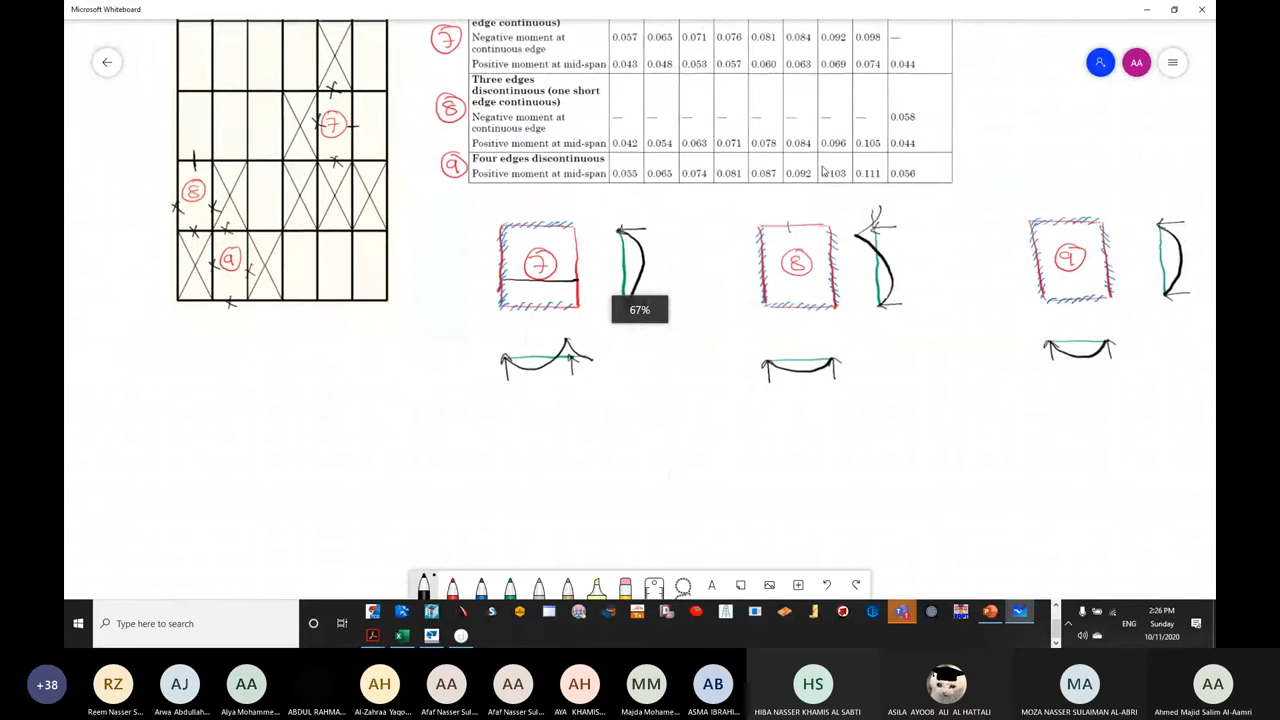 Microsoft Whiteboard
AA
7
edge continuous)
Negative moment at 0.057 0.065 0.071 0.076 0.081 0.084 0.092 0.098 —
continuous edge
Positive moment at mid-span 0.043 0.048 0.053 0.057 0.060 0.063 0.069 0.074 0.044
8
Three edges
discontinuous (one short
edge continuous)
Negative moment at — — — — — — — — 0.058
continuous edge
Positive moment at mid-span 0.042 0.054 0.063 0.071 0.078 0.084 0.096 0.105 0.044
9
Four edges discontinuous
Positive moment at mid-span 0.055 0.065 0.074 0.081 0.087 0.092 103 0.111 0.056
7
8
9
7
8
9
67%
Type here to search
ENG
2:26 PM
Sunday
10/11/2020
+38
RZ
AJ
AA
AH
AA
AA
AH
MM
AB
HS
MA
AA
Reem Nasser S...
Arwa Abdullah...
Alya Mohamme...
ABDUL RAHMA...
Al-Zahraa Yaqo...
Afaf Nasser Sul...
Afaf Nasser Sul...
AYA KHAMIS...
Majda Mohame...
ASMA IBRAHI...
HIBA NASSER KHAMIS AL SABTI
ASILA AYOOB ALI AL HATTALI
MOZA NASSER SULAIMAN AL-ABRI
Ahmed Majid Salim Al-Aamri